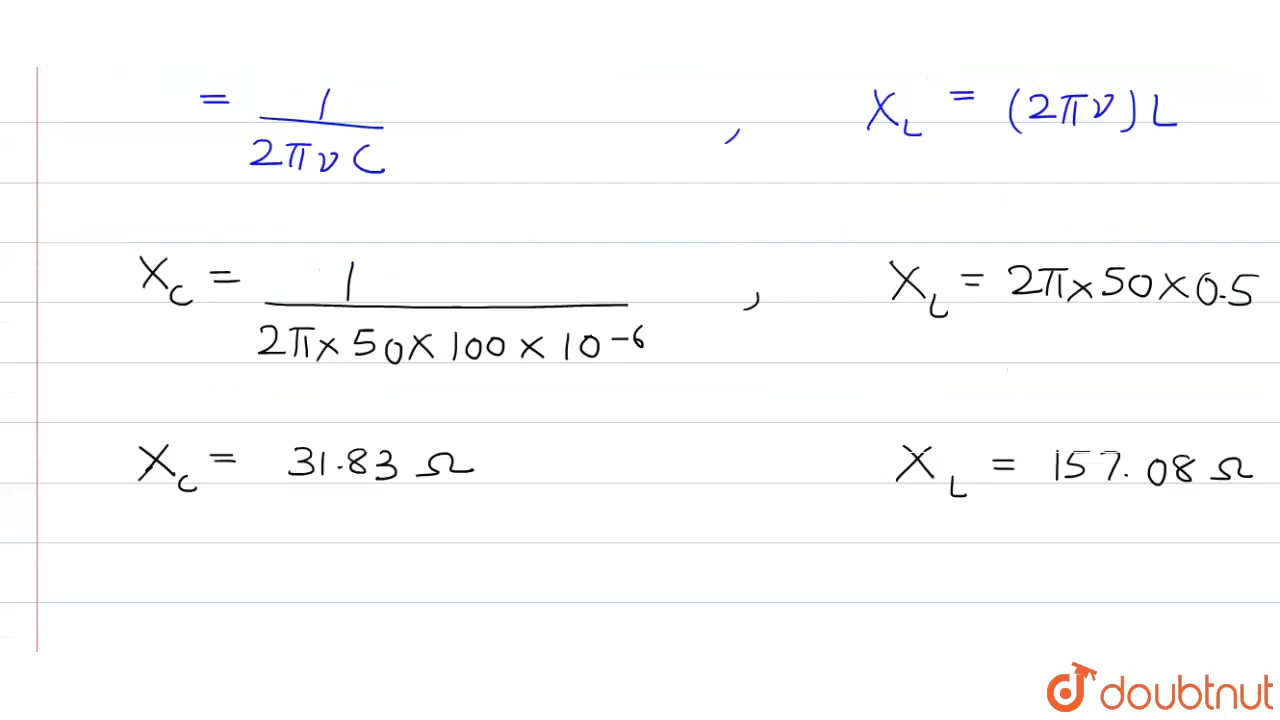 = 1 / 2πνC , X_L = (2πν)L
X_C = 1 / 2π×50×100×10^-6 , X_L = 2π×50×0.5
X_C = 31.83 Ω X_L = 157.08 Ω
doubtnut